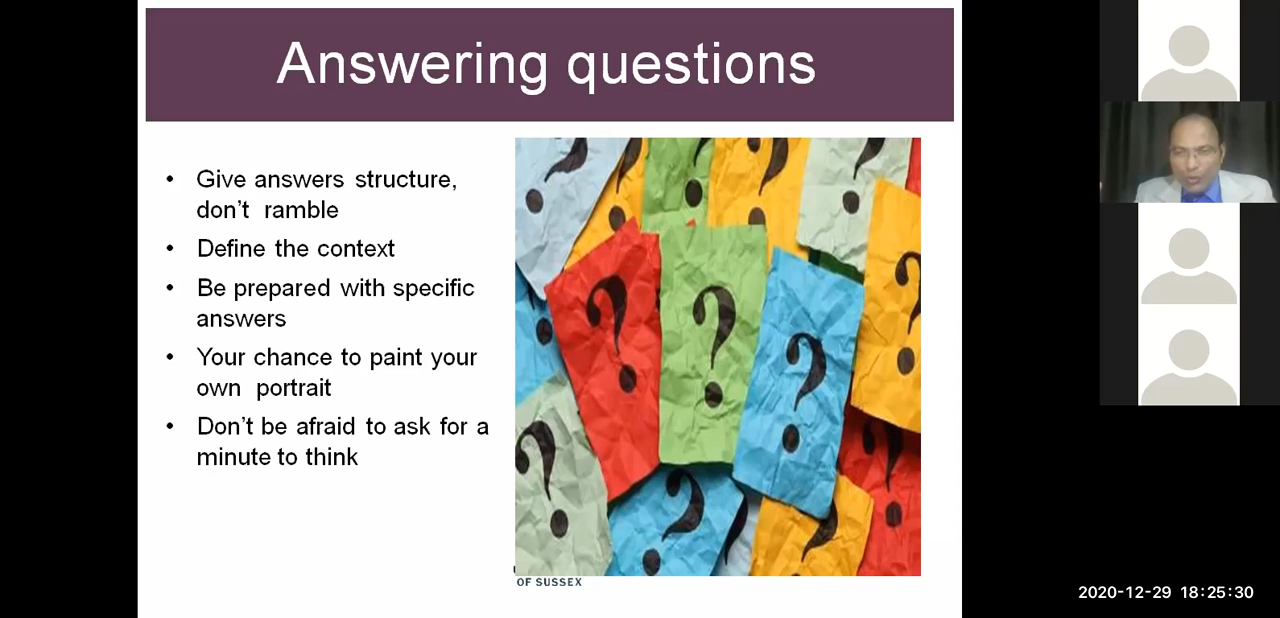 Answering questions
• Give answers structure,
don't ramble
• Define the context
• Be prepared with specific
answers
• Your chance to paint your
own portrait
• Don't be afraid to ask for a
minute to think
? ? ? ? ?
? ? ? ?
? ?
? ? ?
OF SUSSEX
2020-12-29 18:25:30